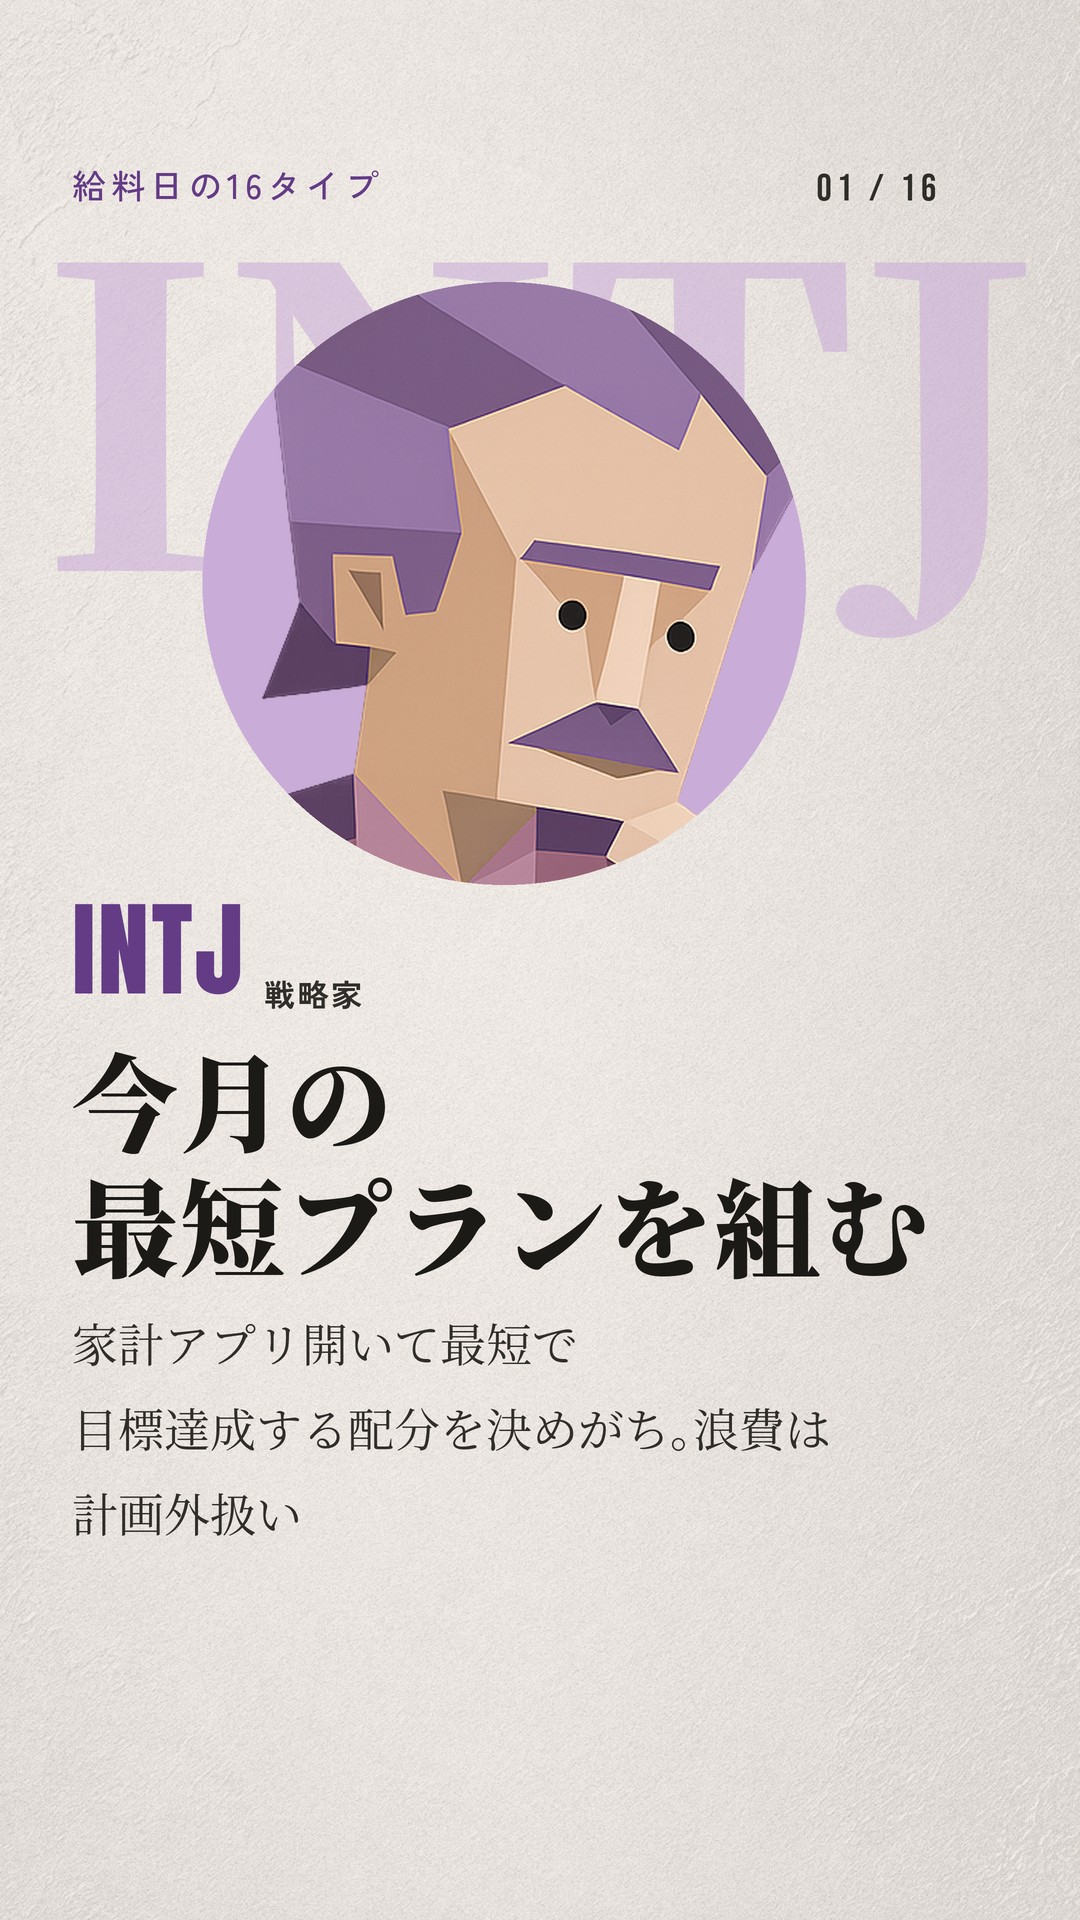 給料日の16タイプ
01 / 16
INTJ
INTJ
戦略家
今月の
最短プランを組む
家計アプリ開いて最短で
目標達成する配分を決めがち。浪費は
計画外扱い